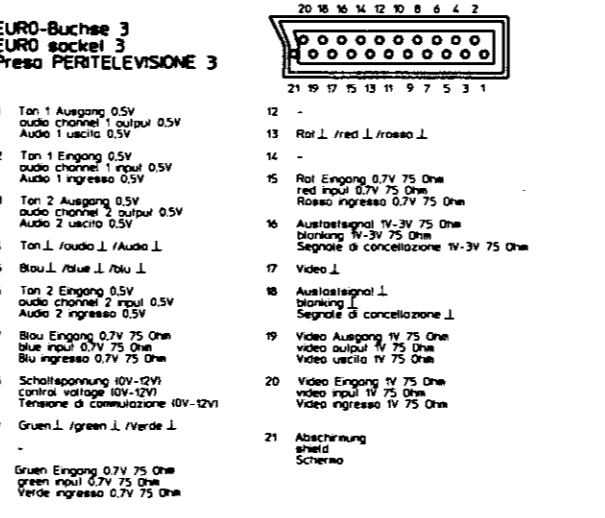 EURO-Buchse 3
EURO socket 3
Presa PERITELEVISIONE 3
20 18 16 14 12 10 8 6 4 2
21 19 17 15 13 11 9 7 5 3 1
Ton 1 Ausgang 0.5V
audio channel 1 output 0,5V
Audio 1 uscita 0,5V
Ton 1 Eingang 0.5V
audio channel 1 input 0,5V
Audio 1 ingresso 0,5V
Ton 2 Ausgang 0,5V
audio channel 2 output 0,5V
Audio 2 uscita 0,5V
Ton ⊥ /audio ⊥ /Audio ⊥
Blau ⊥ /blue ⊥ /blu ⊥
Ton 2 Eingang 0,5V
audio channel 2 input 0,5V
Audio 2 ingresso 0,5V
Blau Eingang 0,7V 75 Ohm
blue input 0,7V 75 Ohm
Blu ingresso 0,7V 75 Ohm
Schaltspannung (0V-12V)
control voltage (0V-12V)
Tensione di commutazione (0V-12V)
Gruen ⊥ /green ⊥ /Verde ⊥
-
Gruen Eingang 0.7V 75 Ohm
green input 0.7V 75 Ohm
Verde ingresso 0.7V 75 Ohm
12 -
13 Rot ⊥ /red ⊥ /rosso ⊥
14 -
15 Rot Eingang 0.7V 75 Ohm
red input 0.7V 75 Ohm
Rosso ingresso 0,7V 75 Ohm
16 Austastsignal 1V-3V 75 Ohm
blanking 1V-3V 75 Ohm
Segnale di concellazione 1V-3V 75 Ohm
17 Video ⊥
18 Austastsignal ⊥
blanking ⊥
Segnale di concellazione ⊥
19 Video Ausgang 1V 75 Ohm
video output 1V 75 Ohm
Video uscita 1V 75 Ohm
20 Video Eingang 1V 75 Ohm
video input 1V 75 Ohm
Video ingresso 1V 75 Ohm
21 Abschirmung
shield
Schermo